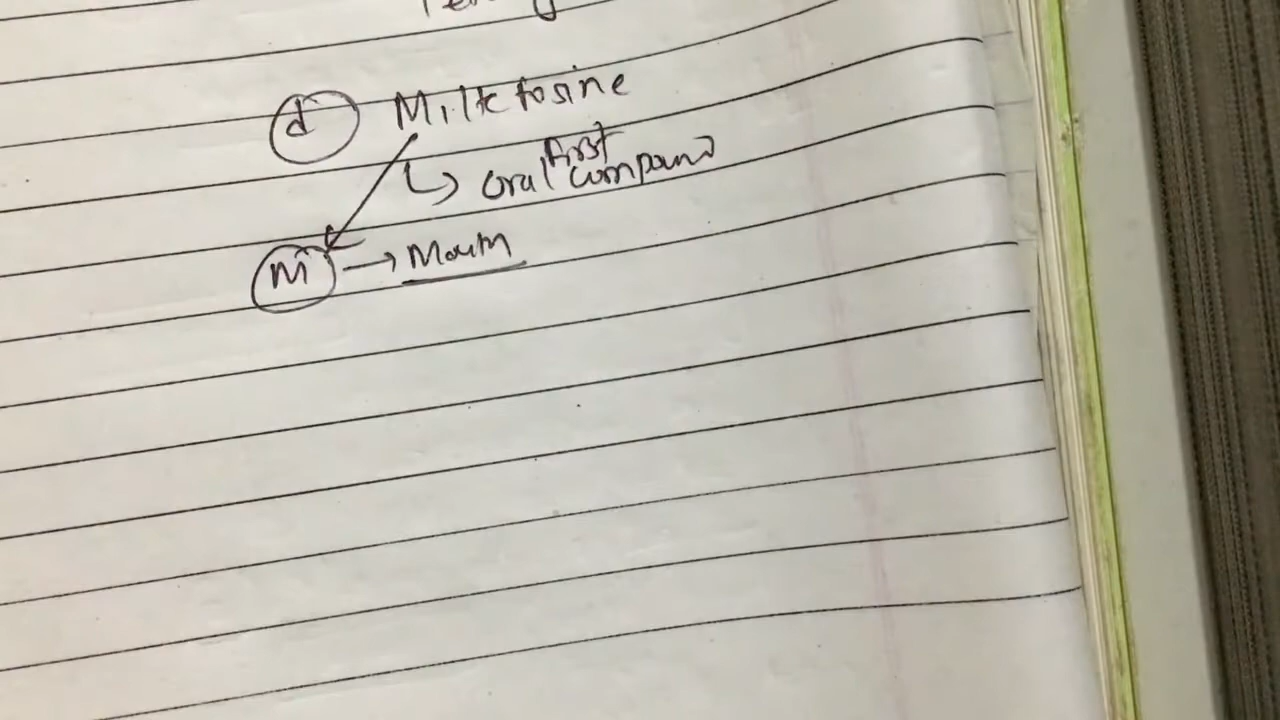 d Miltefosine
first
oral compound
M → Mouth